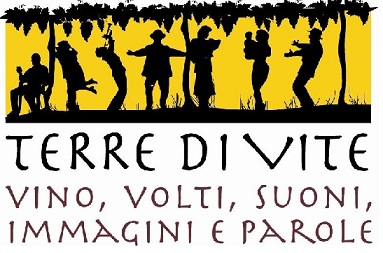 TERRE DI VITE
VINO, VOLTI, SUONI,
IMMAGINI E PAROLE